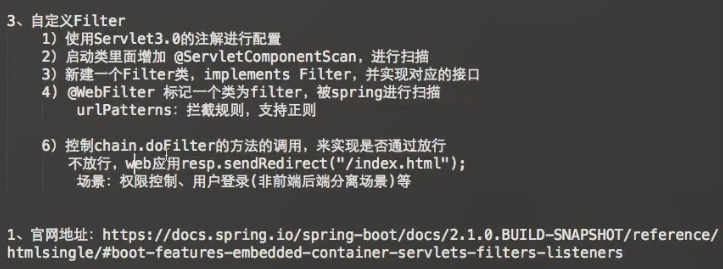 3、自定义Filter
1）使用Servlet3.0的注解进行配置
2）启动类里面增加 @ServletComponentScan，进行扫描
3）新建一个Filter类，implements Filter，并实现对应的接口
4) @WebFilter 标记一个类为filter，被spring进行扫描
urlPatterns：拦截规则，支持正则
6）控制chain.doFilter的方法的调用，来实现是否通过放行
不放行，web应用resp.sendRedirect("/index.html");
场景：权限控制、用户登录(非前端后端分离场景)等
1、官网地址：https://docs.spring.io/spring-boot/docs/2.1.0.BUILD-SNAPSHOT/reference/
htmlsingle/#boot-features-embedded-container-servlets-filters-listeners